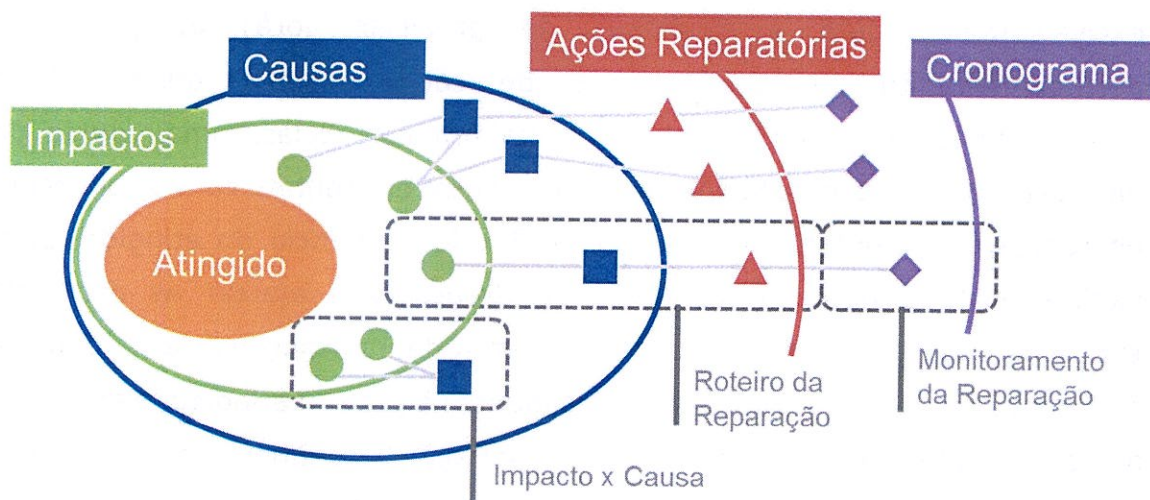 Ações Reparatórias
Causas
Cronograma
Impactos
Atingido
Roteiro da
Reparação
Monitoramento
da Reparação
Impacto x Causa